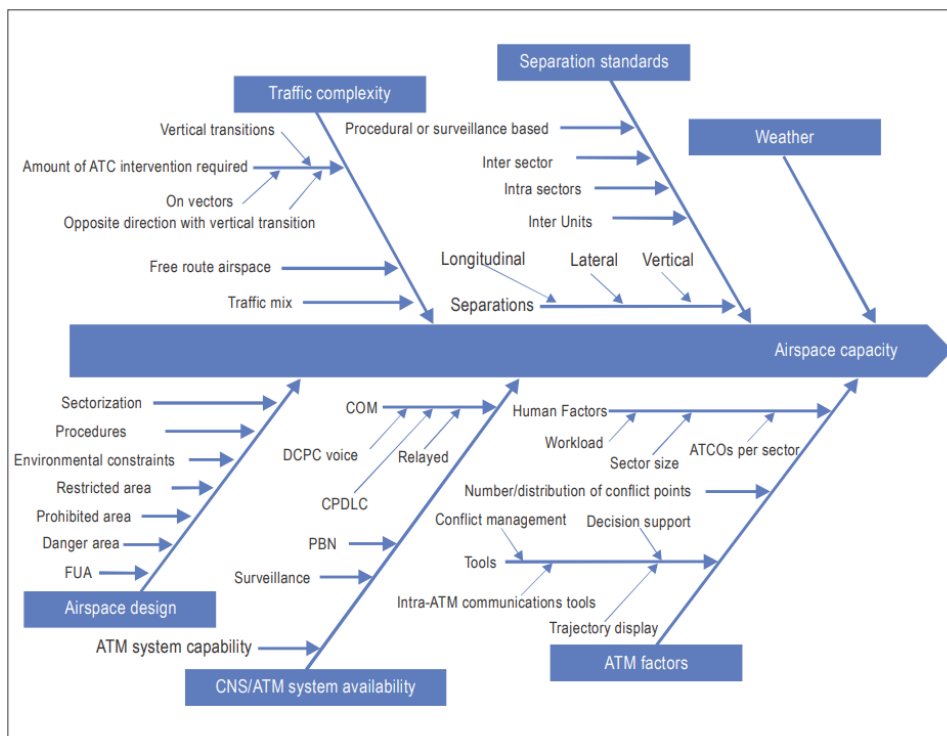 Separation standards
Traffic complexity
Weather
Vertical transitions
Procedural or surveillance based
Amount of ATC intervention required
Inter sector
Intra sectors
On vectors
Opposite direction with vertical transition
Inter Units
Longitudinal
Lateral
Vertical
Free route airspace
Traffic mix
Separations
Airspace capacity
Sectorization
Procedures
Environmental constraints
Restricted area
Prohibited area
Danger area
FUA
Airspace design
COM
DCPC voice
Relayed
CPDLC
PBN
Surveillance
ATM system capability
CNS/ATM system availability
Human Factors
Workload
Sector size
ATCOs per sector
Number/distribution of conflict points
Conflict management
Decision support
Tools
Intra-ATM communications tools
Trajectory display
ATM factors